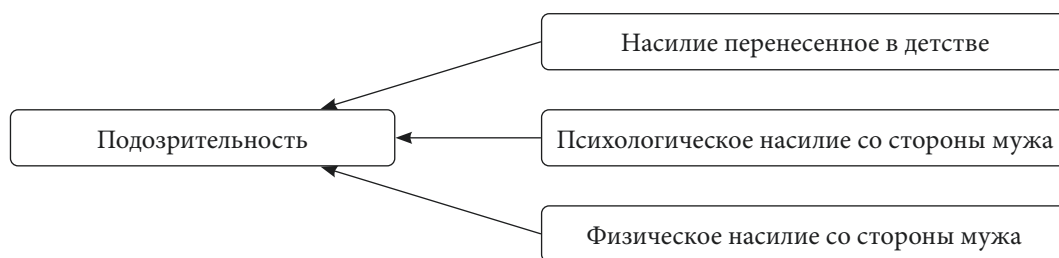 Насилие перенесенное в детстве
Подозрительность
Психологическое насилие со стороны мужа
Физическое насилие со стороны мужа